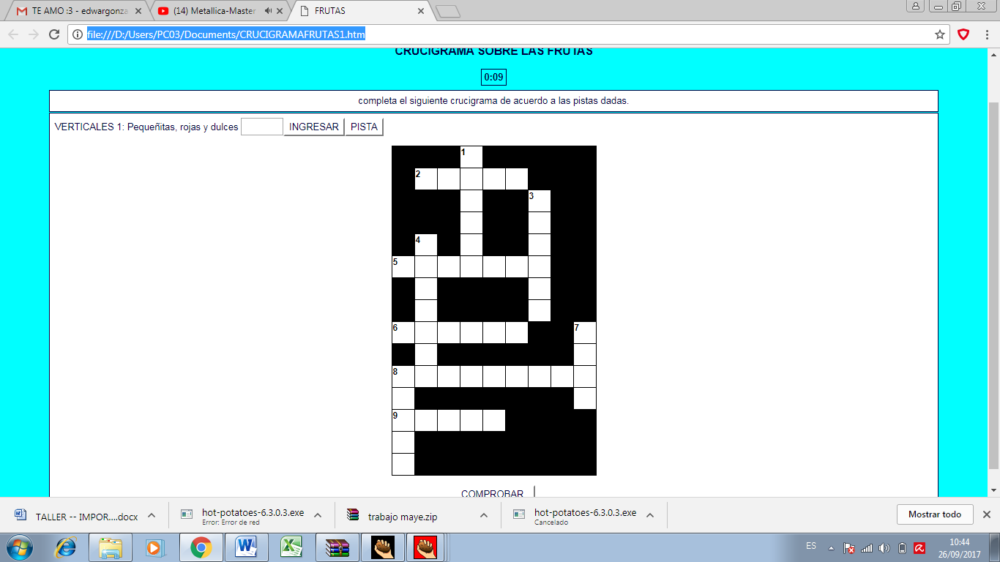 TE AMO :3 - edwargonza
(14) Metallica-Master
FRUTAS
file:///D:/Users/PC03/Documents/CRUCIGRAMAFRUTAS1.htm
CRUCIGRAMA SOBRE LAS FRUTAS
0:09
completa el siguiente crucigrama de acuerdo a las pistas dadas.
VERTICALES 1: Pequeñitas, rojas y dulces INGRESAR PISTA
1
2
3
4
5
6 7
8
9
COMPROBAR
TALLER -- IMPOR....docx
hot-potatoes-6.3.0.3.exe
Error: Error de red
trabajo maye.zip
hot-potatoes-6.3.0.3.exe
Cancelado
Mostrar todo
ES
10:44
26/09/2017